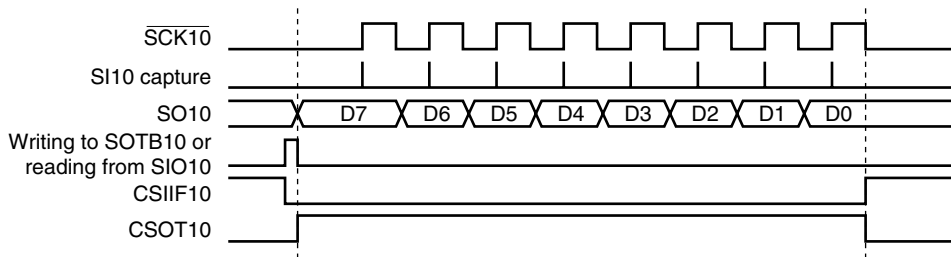 SCK10
SI10 capture
SO10 D7 D6 D5 D4 D3 D2 D1 D0
Writing to SOTB10 or
reading from SIO10
CSIIF10
CSOT10